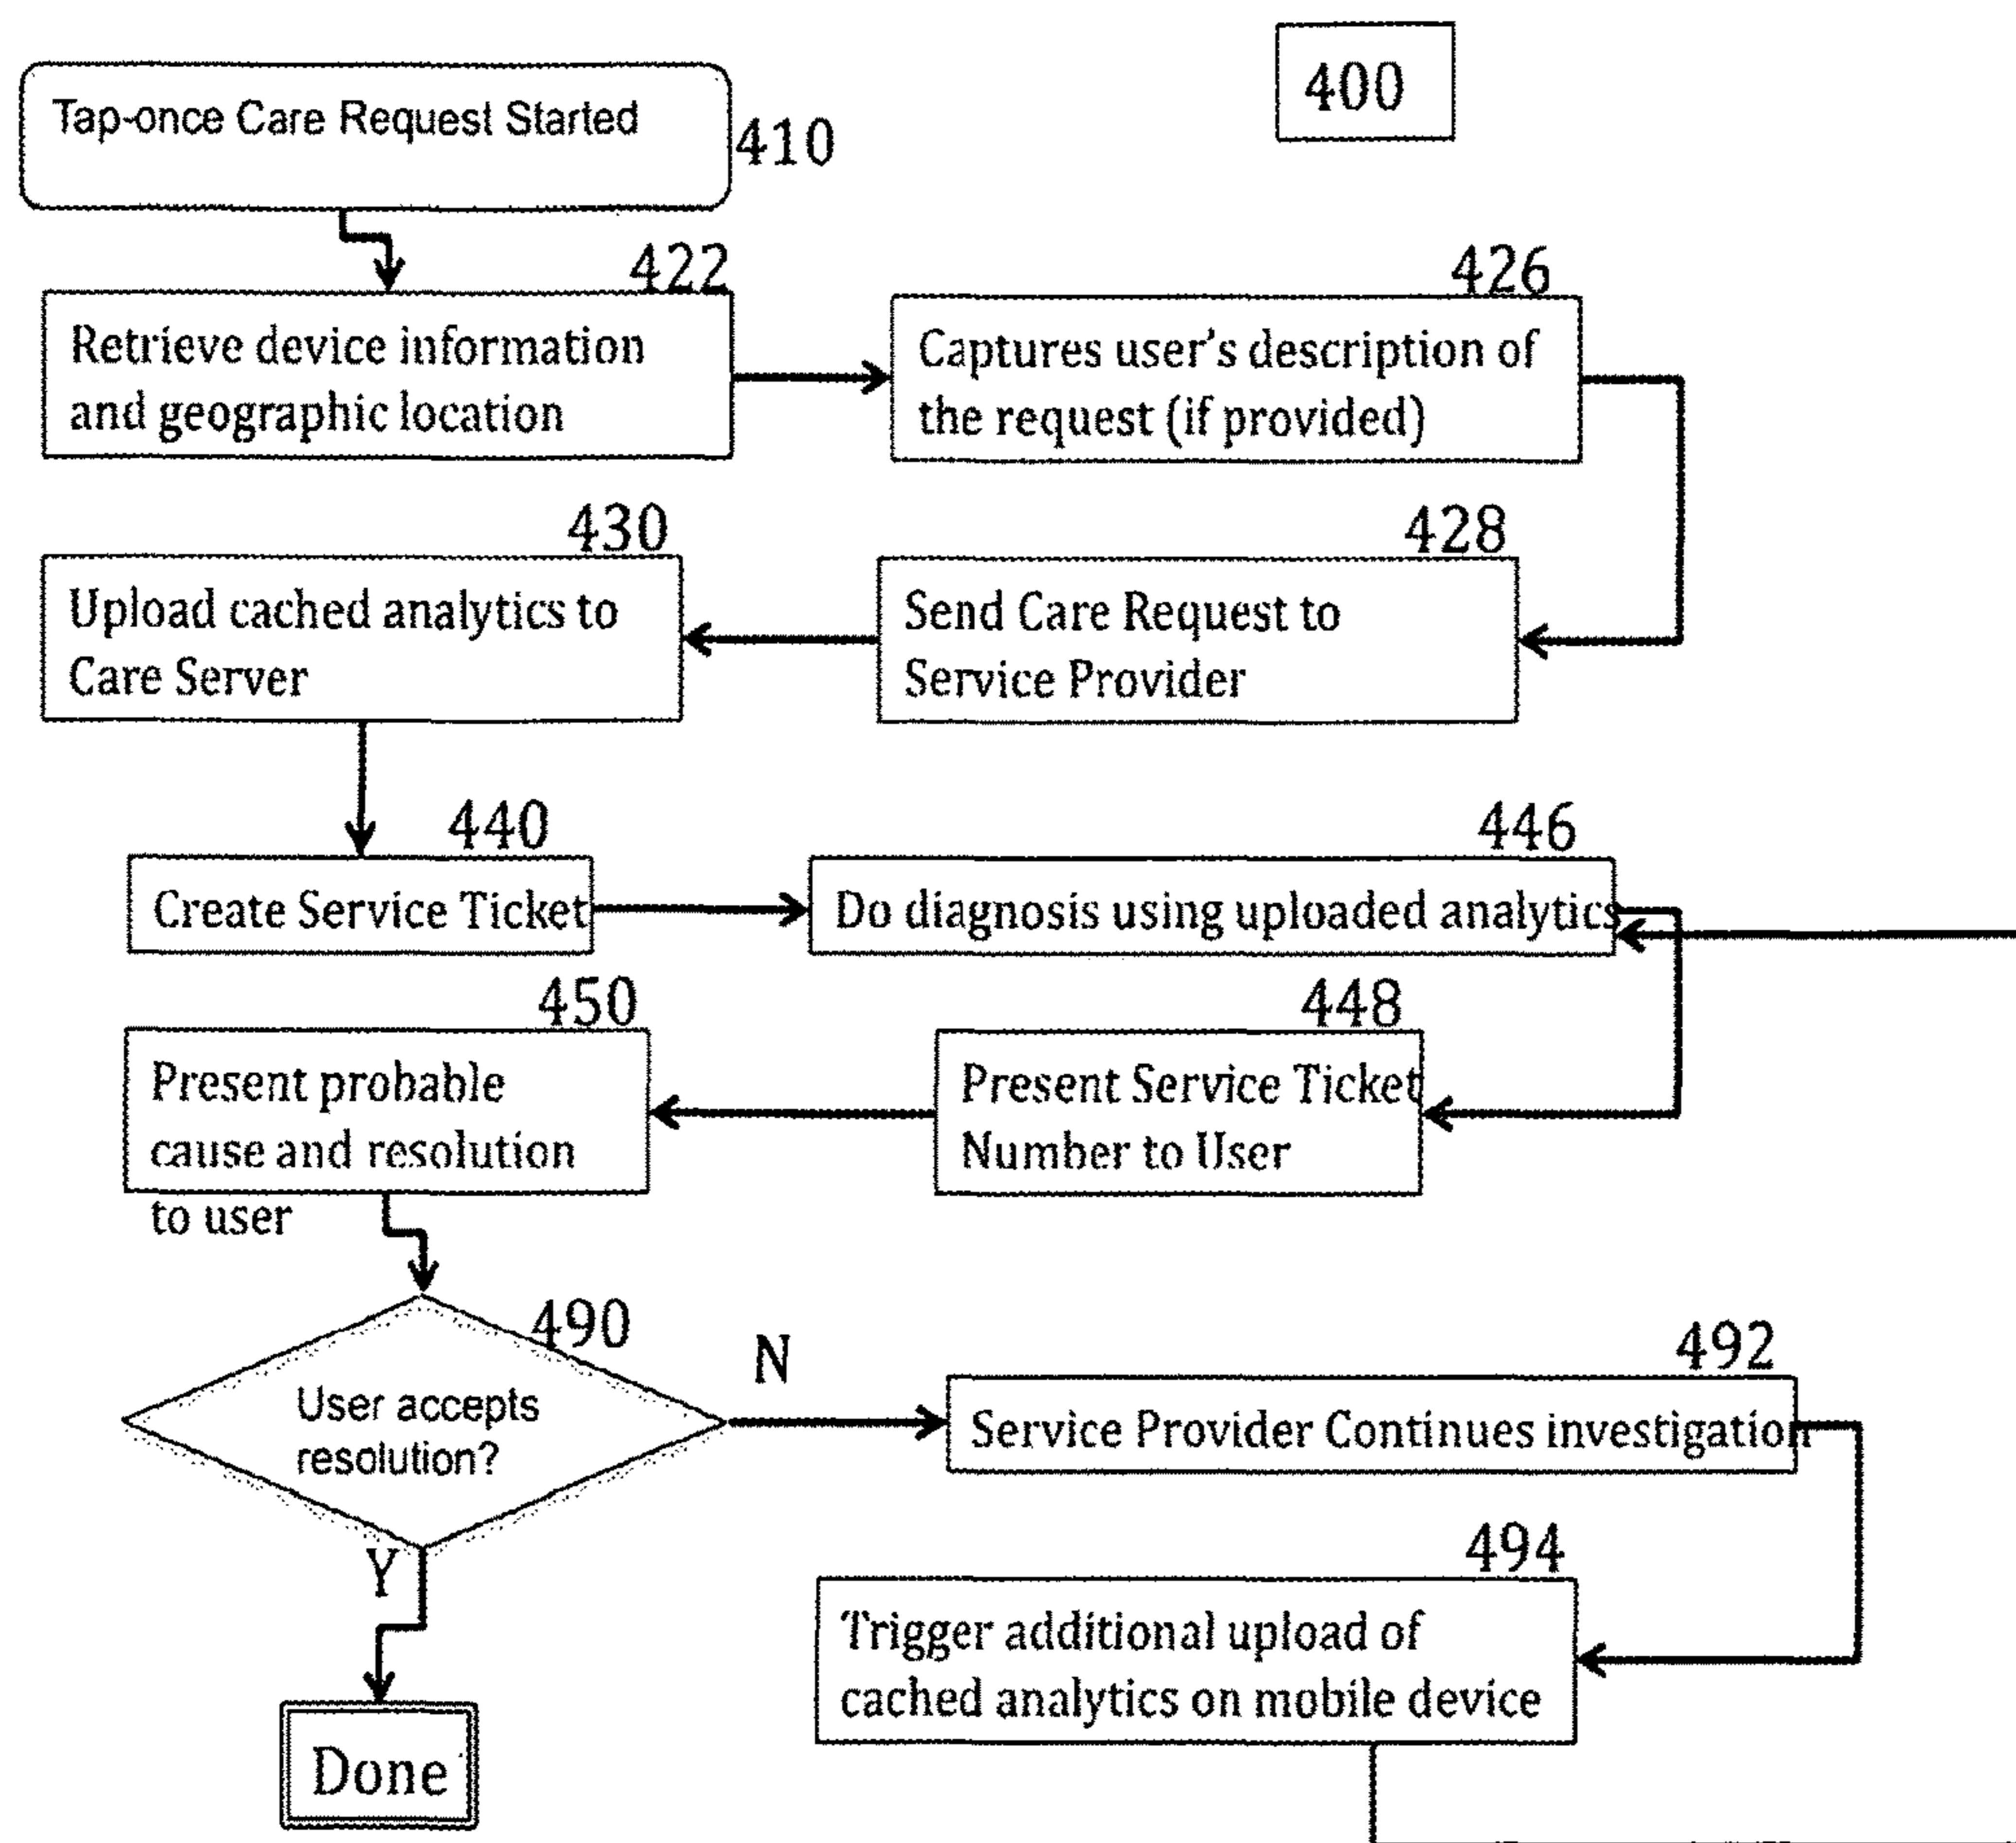 400
Tap-once Care Request Started
410
422
Retrieve device information
and geographic location
426
Captures user's description of
the request (if provided)
428
Send Care Request to
Service Provider
430
Upload cached analytics to
Care Server
440
Create Service Ticket
446
Do diagnosis using uploaded analytics
448
Present Service Ticket
Number to User
450
Present probable
cause and resolution
to user
490
User accepts
resolution?
N
492
Service Provider Continues investigation
494
Trigger additional upload of
cached analytics on mobile device
Y
Done